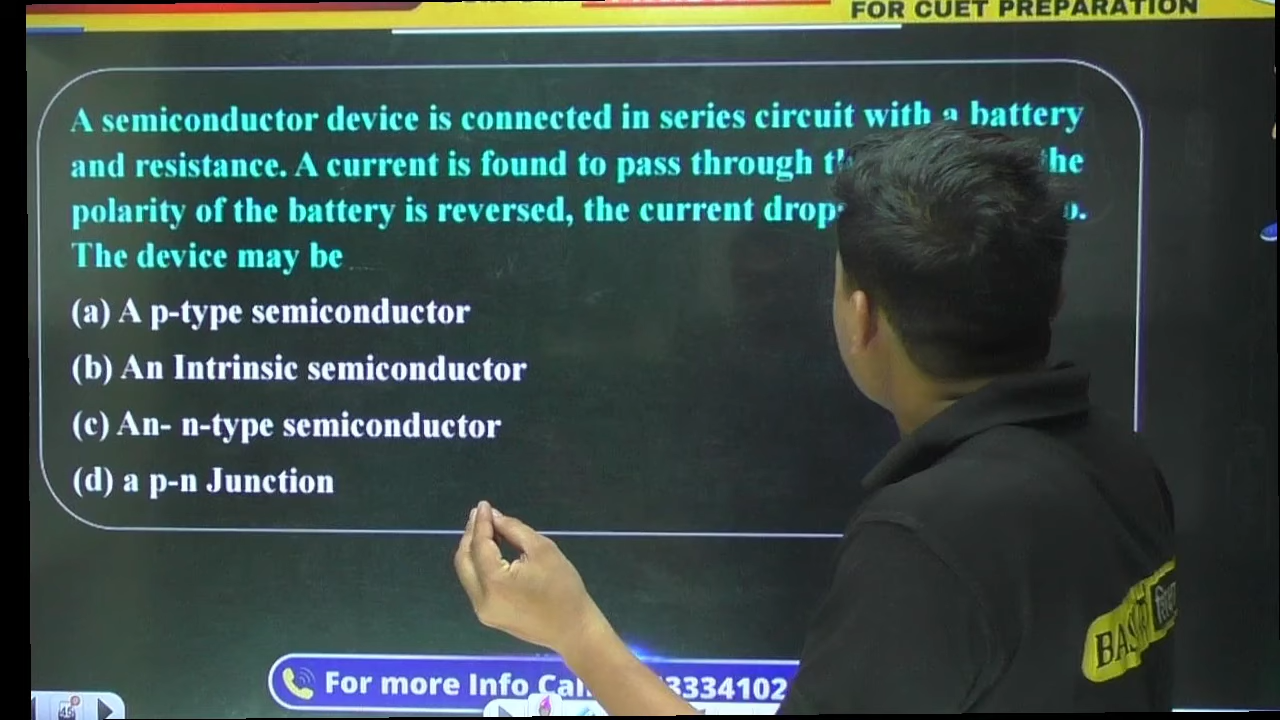 FOR CUET PREPARATION
A semiconductor device is connected in series circuit with a battery
and resistance. A current is found to pass through
polarity of the battery is reversed, the current
The device may be
(a) A p-type semiconductor
(b) An Intrinsic semiconductor
(c) An- n-type semiconductor
(d) a p-n Junction
For more Info